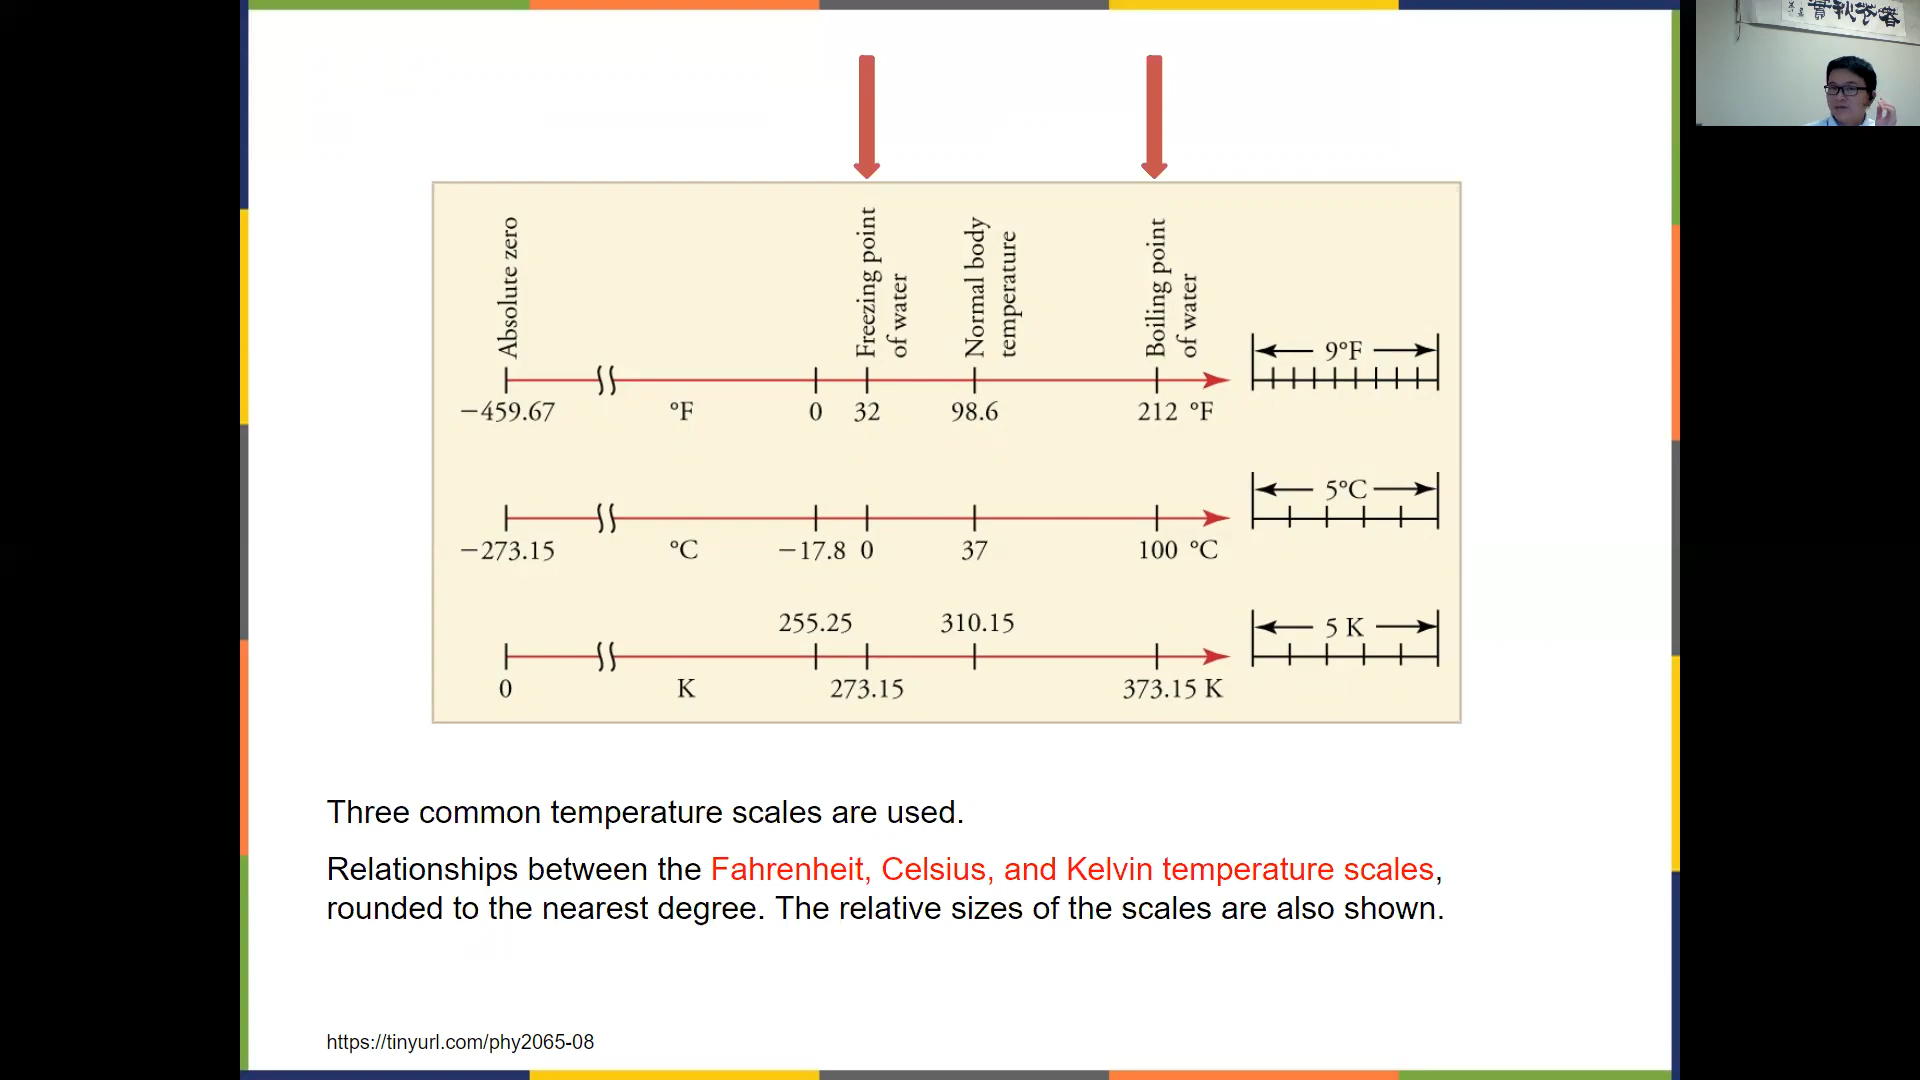 Absolute zero
Freezing point
of water
Normal body
temperature
Boiling point
of water
9°F
−459.67 °F 0 32 98.6 212 °F
5°C
−273.15 °C −17.8 0 37 100 °C
255.25 310.15
5 K
0 K 273.15 373.15 K
Three common temperature scales are used.
Relationships between the Fahrenheit, Celsius, and Kelvin temperature scales,
rounded to the nearest degree. The relative sizes of the scales are also shown.
https://tinyurl.com/phy2065-08